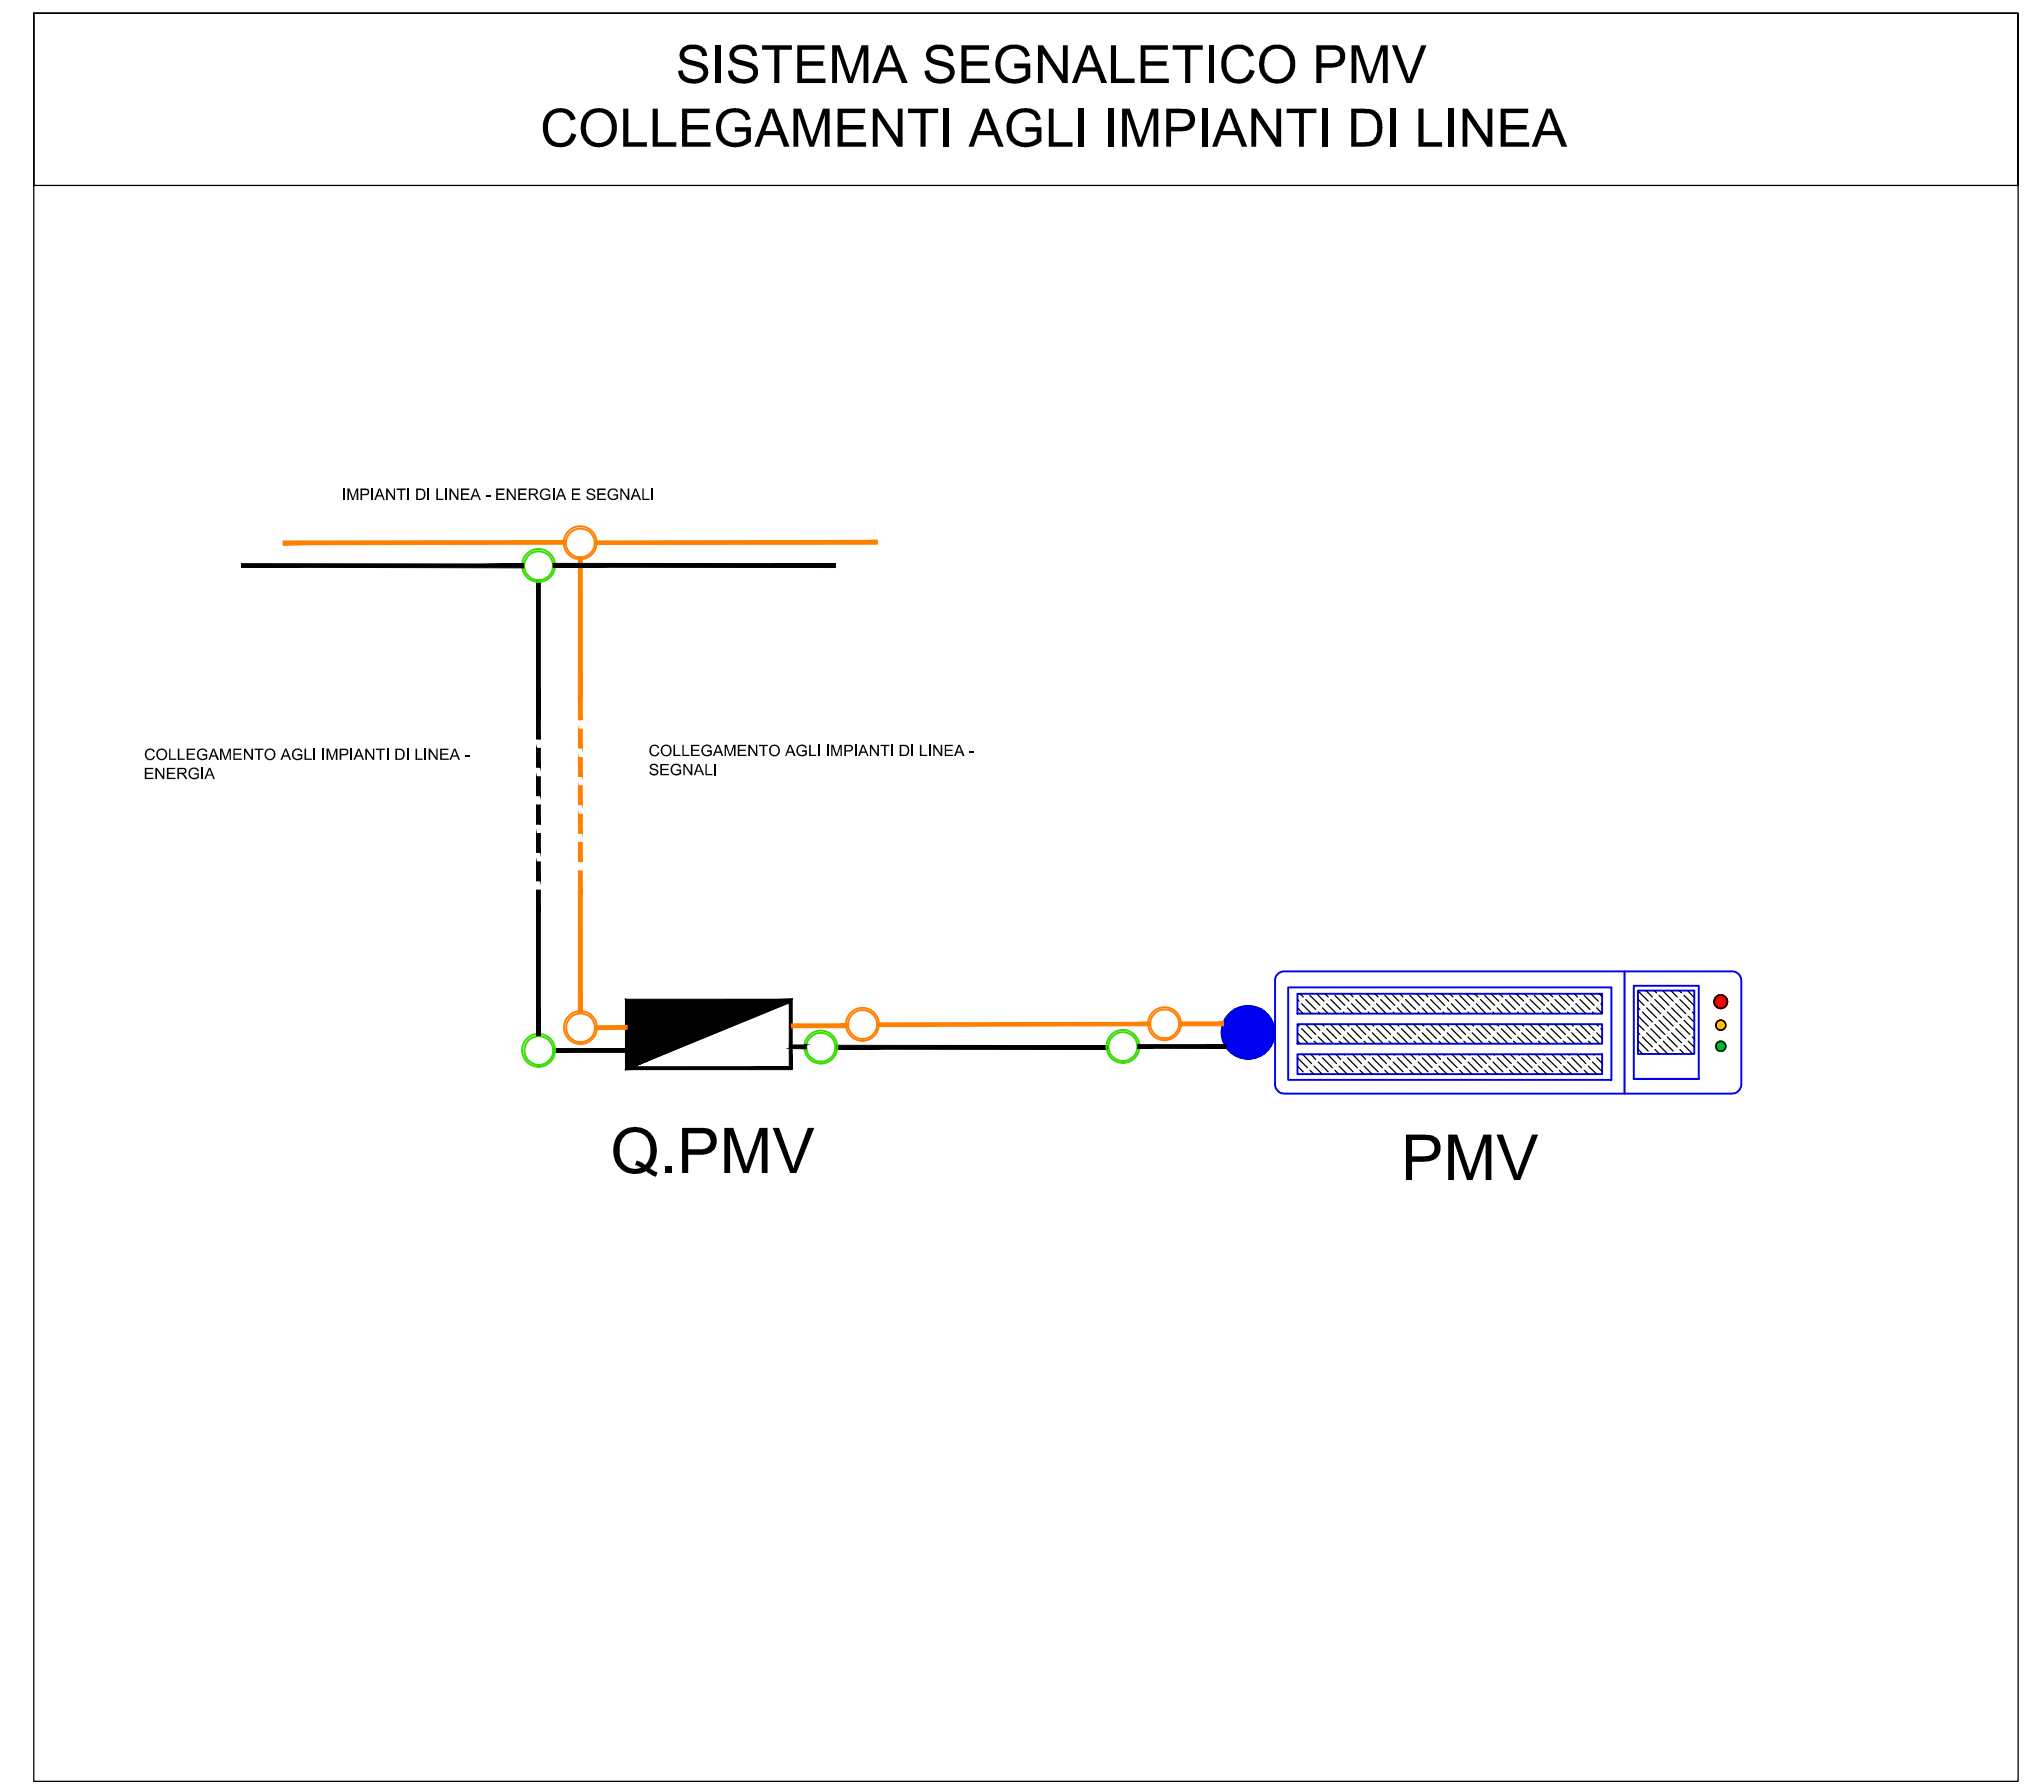 SISTEMA SEGNALETICO PMV
COLLEGAMENTI AGLI IMPIANTI DI LINEA
IMPIANTI DI LINEA - ENERGIA E SEGNALI
COLLEGAMENTO AGLI IMPIANTI DI LINEA -
ENERGIA
COLLEGAMENTO AGLI IMPIANTI DI LINEA -
SEGNALI
Q.PMV
PMV